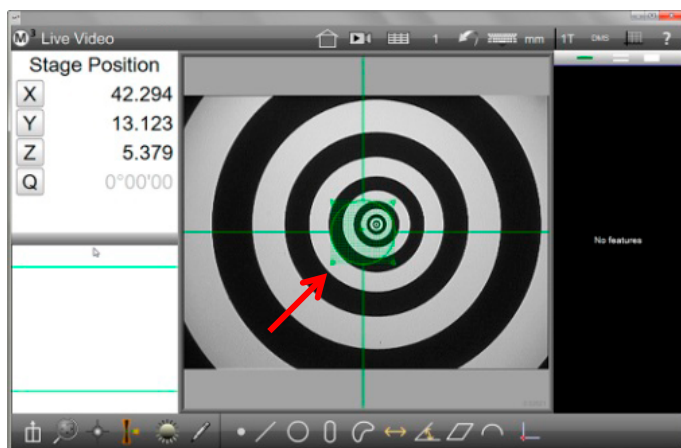 M³ Live Video
1 mm 1T DMS ?
Stage Position
X 42.294
Y 13.123
Z 5.379
Q 0°00'00
No features